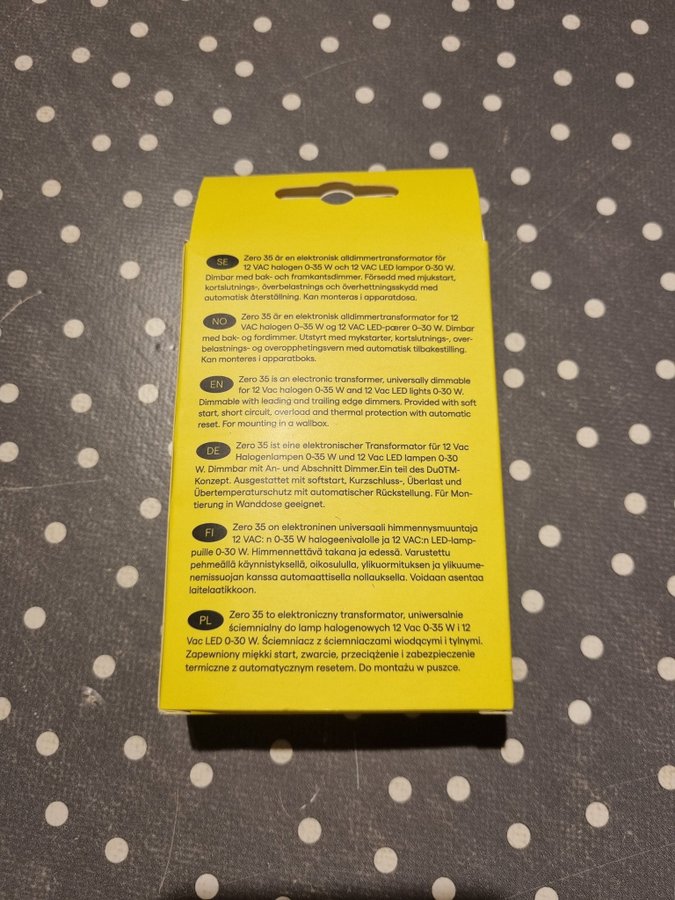 SE Zero 35 är en elektronisk alldimmertransformator för
12 VAC halogen 0-35 W och 12 VAC LED lampor 0-30 W.
Dimbar med bak- och framkantsdimmer. Försedd med mjukstart,
kortslutnings-, överbelastnings och överhettningsskydd med
automatisk återställning. Kan monteras i apparatdosa.
NO Zero 35 är en elektronisk alldimmertransformator for 12
VAC halogen 0–35 W og 12 VAC LED-pærer 0–30 W. Dimbar
med bak- og fordimmer. Utstyrt med mykstarter, kortslutnings-, over-
belastnings- og overopphetingsvern med automatisk tilbakestilling.
Kan monteres i apparatboks.
EN Zero 35 is an electronic transformer, universally dimmable
for 12 Vac halogen 0-35 W and 12 Vac LED lights 0-30 W.
Dimmable with leading and trailing edge dimmers. Provided with soft
start, short circuit, overload and thermal protection with automatic
reset. For mounting in a wallbox.
DE Zero 35 ist eine elektronischer Transformator für 12 Vac
Halogenlampen 0-35 W und 12 Vac LED lampen 0-30
W. Dimmbar mit An- und Abschnitt Dimmer.Ein teil des Du0TM-
Konzept. Ausgestattet mit softstart, Kurzschluss-, Überlast und
Übertemperaturschutz mit automatischer Rückstellung. Für Mon-
tierung in Wanddose geeignet.
FI Zero 35 on elektroninen universaali himmennysmuuntaja
12 VAC: n 0-35 W halogeenivalolle ja 12 VAC:n LED-lamp-
puille 0-30 W. Himmennettävä takana ja edessä. Varustettu
pehmeällä käynnistyksellä, oikosululla, ylikuormituksen ja ylikuume-
nemissuojan kanssa automaattisella nollauksella. Voidaan asentaa
laitelaatikkoon.
PL Zero 35 to elektroniczny transformator, uniwersalnie
ściemnialny do lamp halogenowych 12 Vac 0-35 W i 12
Vac LED 0-30 W. Ściemniacz z ściemniaczami wiodącymi i tylnymi.
Zapewniony miękki start, zwarcie, przeciążenie i zabezpieczenie
termiczne z automatycznym resetem. Do montażu w puszce.